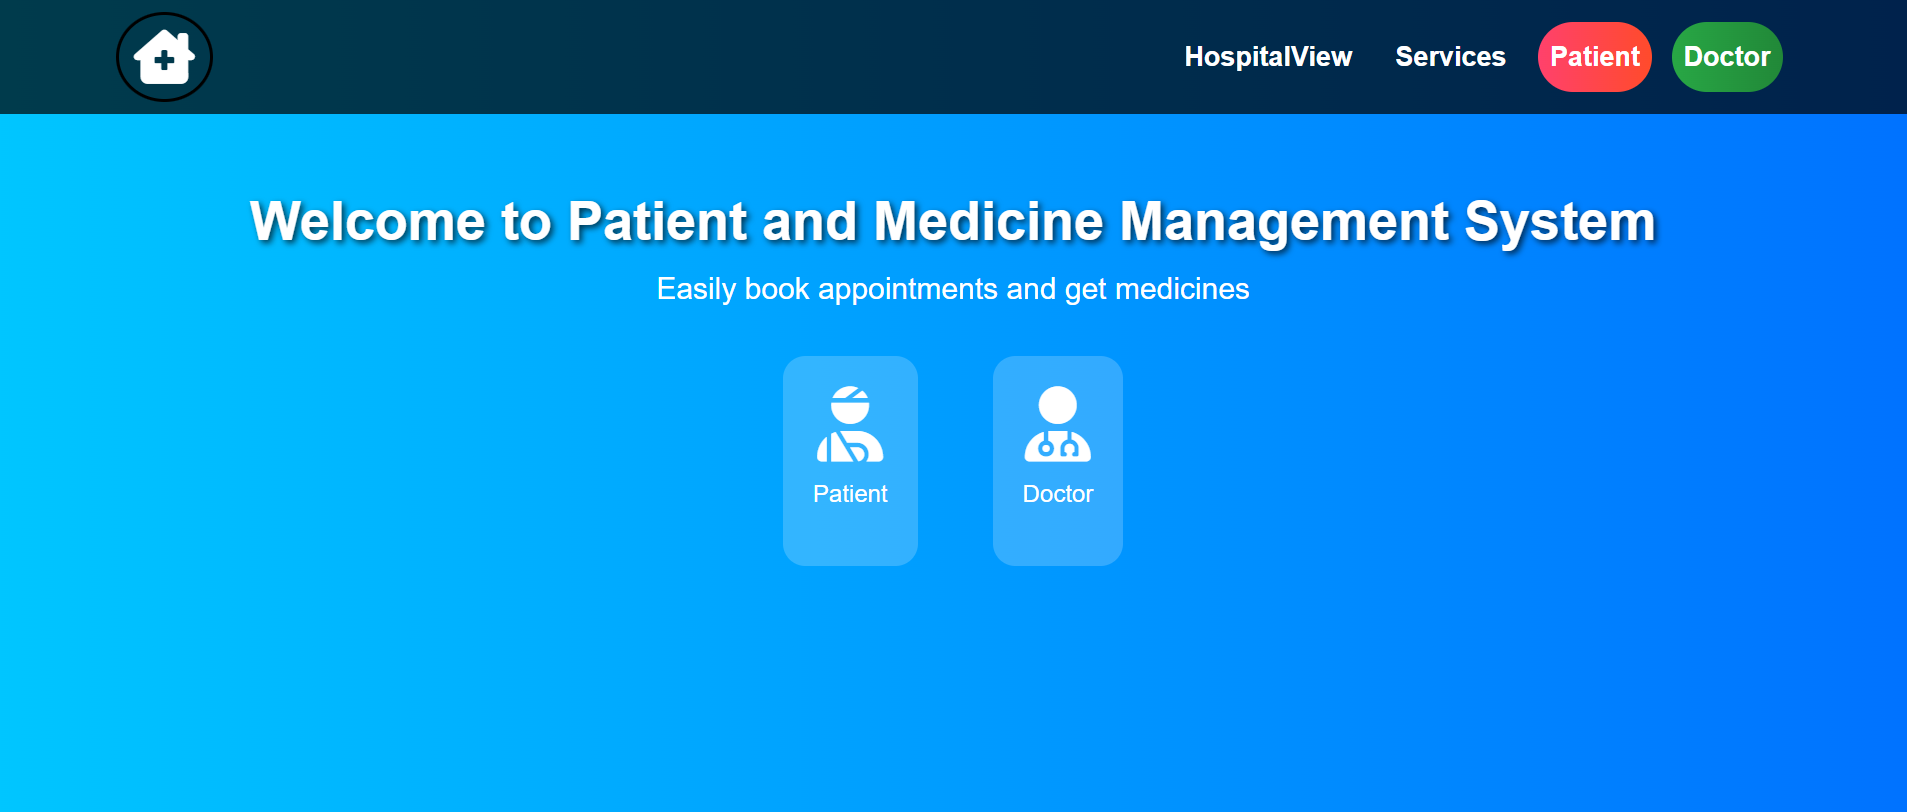 HospitalView Services Patient Doctor
Welcome to Patient and Medicine Management System
Easily book appointments and get medicines
Patient Doctor